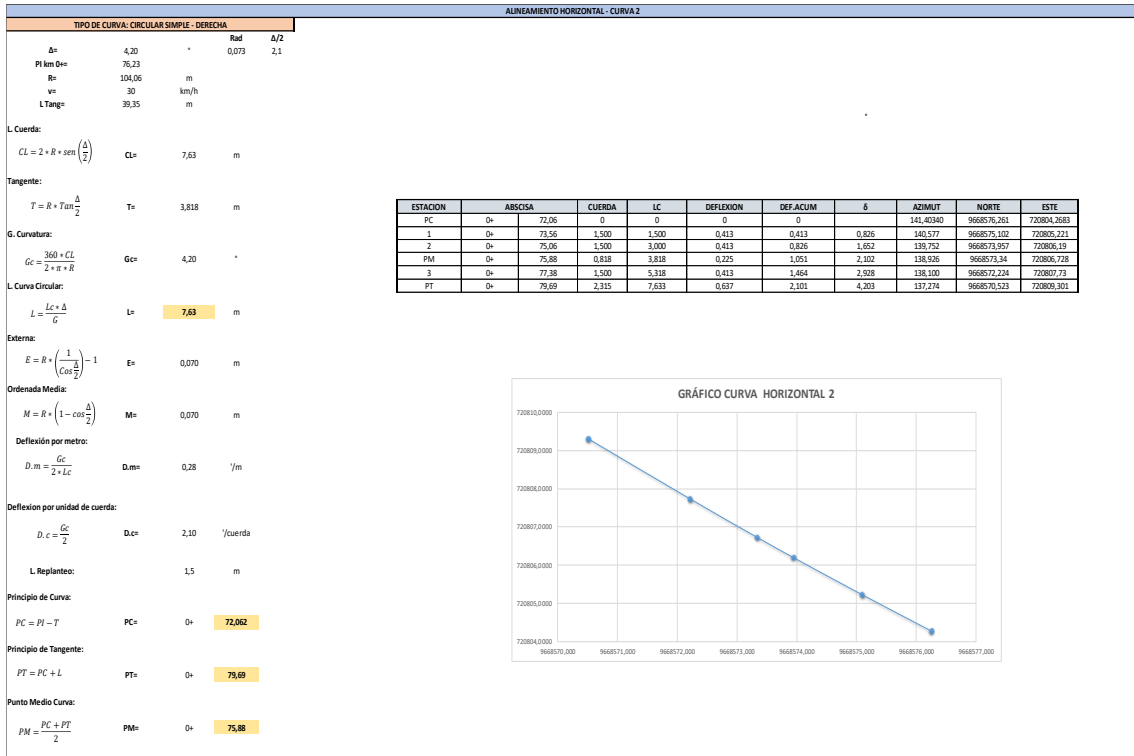 ALINEAMIENTO HORIZONTAL - CURVA 2
TIPO DE CURVA: CIRCULAR SIMPLE - DERECHA
Rad Δ/2
Δ= 4,20 ° 0,073 2,1
PI km 0+= 76,23
R= 104,06 m
v= 30 km/h
L Tang= 39,35 m
L. Cuerda:
CL = 2 * R * sen (Δ/2) CL= 7,63 m
Tangente:
T = R * Tan Δ/2 T= 3,818 m
G. Curvatura:
Gc = 360 * CL / 2 * π * R Gc= 4,20 °
L. Curva Circular:
L = Lc * Δ / G L= 7,63 m
Externa:
E = R * (1 / Cos Δ/2) − 1 E= 0,070 m
Ordenada Media:
M = R * (1 − cos Δ/2) M= 0,070 m
Deflexión por metro:
D.m = Gc / 2 * Lc D.m= 0,28 '/m
Deflexion por unidad de cuerda:
D.c = Gc / 2 D.c= 2,10 '/cuerda
L. Replanteo: 1,5 m
Principio de Curva:
PC = PI − T PC= 0+ 72,062
Principio de Tangente:
PT = PC + L PT= 0+ 79,69
Punto Medio Curva:
PM = PC + PT / 2 PM= 0+ 75,88
ESTACION ABSCISA CUERDA LC DEFLEXION DEF.ACUM δ AZIMUT NORTE ESTE
PC 0+ 72,06 0 0 0 0 141,40340 9668576,261 720804,2683
1 0+ 73,56 1,500 1,500 0,413 0,413 0,826 140,577 9668575,102 720805,221
2 0+ 75,06 1,500 3,000 0,413 0,826 1,652 139,752 9668573,957 720806,19
PM 0+ 75,88 0,818 3,818 0,225 1,051 2,102 138,926 9668573,34 720806,728
3 0+ 77,38 1,500 5,318 0,413 1,464 2,928 138,100 9668572,224 720807,73
PT 0+ 79,69 2,315 7,633 0,637 2,101 4,203 137,274 9668570,523 720809,301
GRÁFICO CURVA HORIZONTAL 2
720810,0000
720809,0000
720808,0000
720807,0000
720806,0000
720805,0000
720804,0000
9668570,000 9668571,000 9668572,000 9668573,000 9668574,000 9668575,000 9668576,000 9668577,000